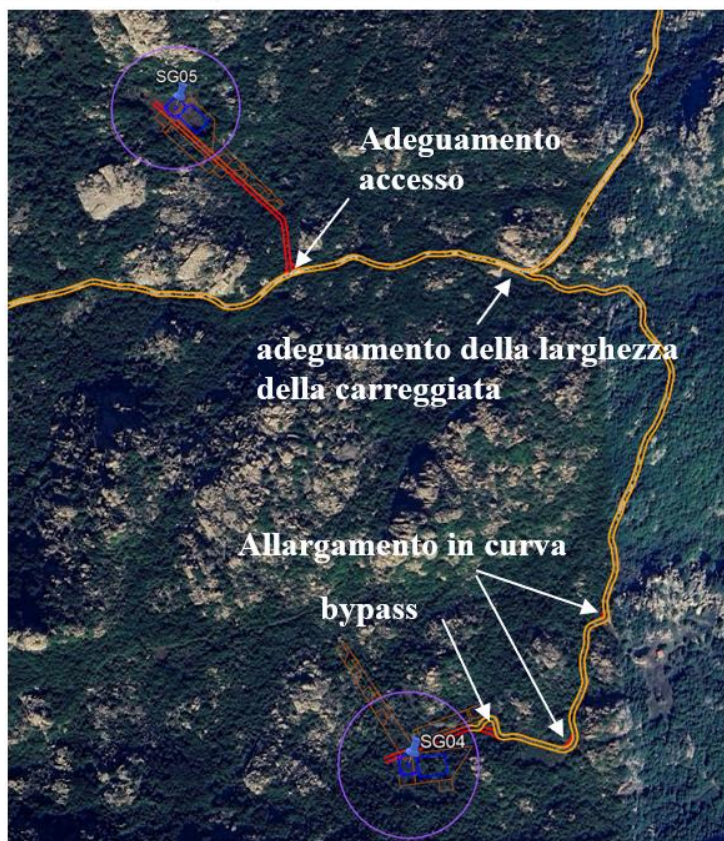 SG05
Adeguamento
accesso
adeguamento della larghezza
della carreggiata
Allargamento in curva
bypass
SG04